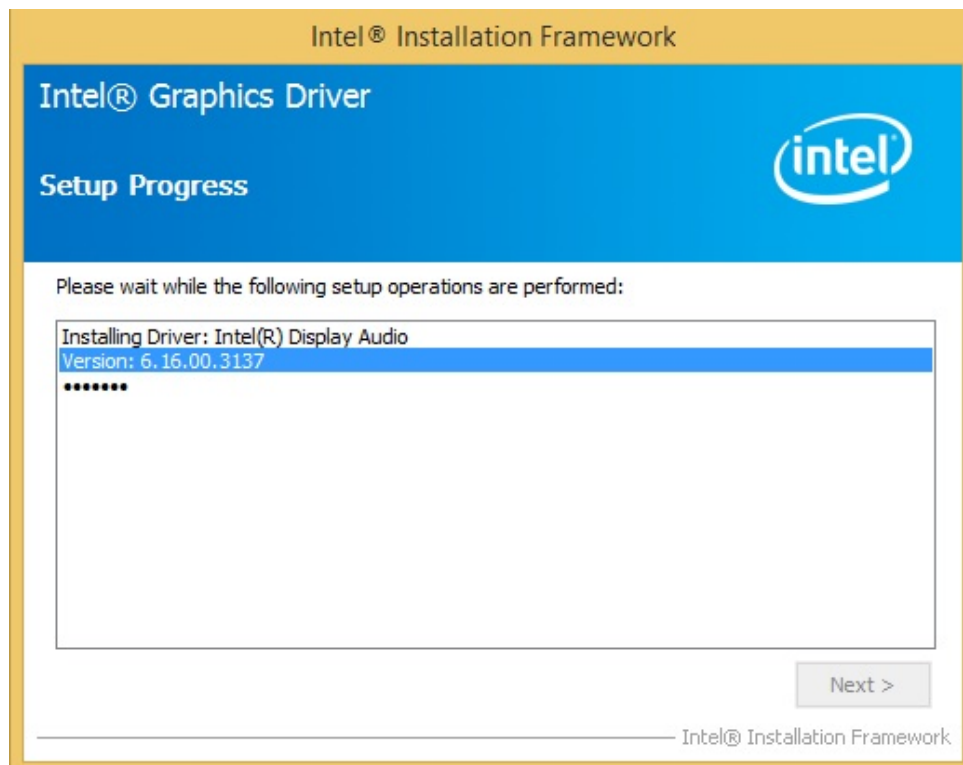 Intel® Installation Framework
Intel® Graphics Driver
intel
Setup Progress
Please wait while the following setup operations are performed:
Installing Driver: Intel(R) Display Audio
Version: 6.16.00.3137
•••••••
Next >
Intel® Installation Framework